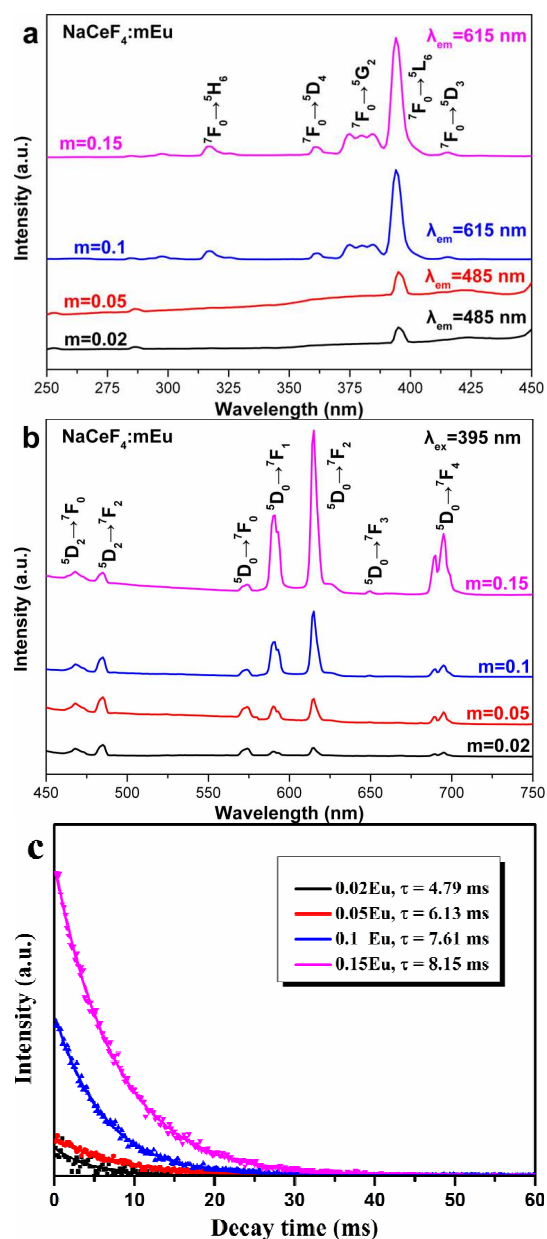 a
NaCeF₄:mEu
λem=615 nm
⁷F₀→⁵H₆
⁷F₀→⁵D₄
⁷F₀→⁵G₂
⁷F₀→⁵L₆
⁷F₀→⁵D₃
m=0.15
λem=615 nm
m=0.1
λem=485 nm
m=0.05
λem=485 nm
m=0.02
Intensity (a.u.)
250 275 300 325 350 375 400 425 450
Wavelength (nm)
b
NaCeF₄:mEu
λex=395 nm
⁵D₂→⁷F₀
⁵D₂→⁷F₂
⁵D₀→⁷F₀
⁵D₀→⁷F₁
⁵D₀→⁷F₂
⁵D₀→⁷F₃
⁵D₀→⁷F₄
m=0.15
m=0.1
m=0.05
m=0.02
Intensity (a.u.)
450 500 550 600 650 700 750
Wavelength (nm)
c
0.02Eu, τ = 4.79 ms
0.05Eu, τ = 6.13 ms
0.1 Eu, τ = 7.61 ms
0.15Eu, τ = 8.15 ms
Intensity (a.u.)
0 10 20 30 40 50 60
Decay time (ms)